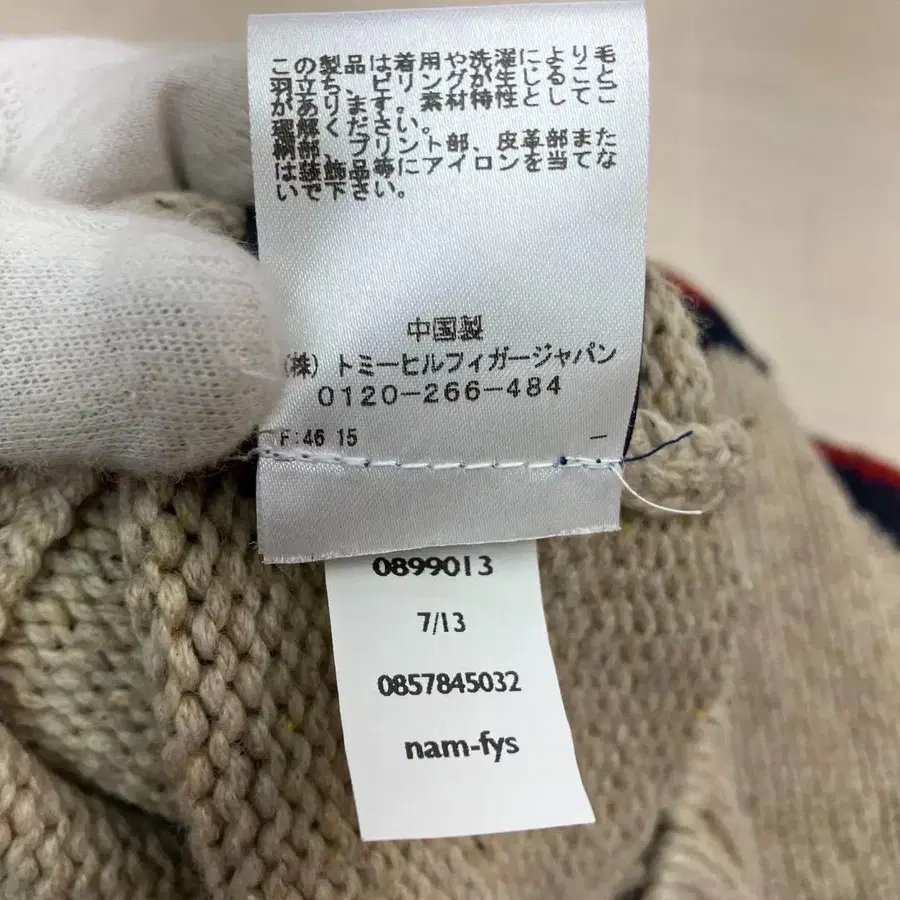 この製品は着用や洗濯により毛
羽立ち、ピリングが生じること
があります。素材特性としてご
理解ください。
柄部、プリント部、皮革部また
は装飾品等にアイロンを当てな
いで下さい。
中国製
(株) トミーヒルフィガージャパン
0120-266-484
F:46 15
0899013
7/13
0857845032
nam-fys